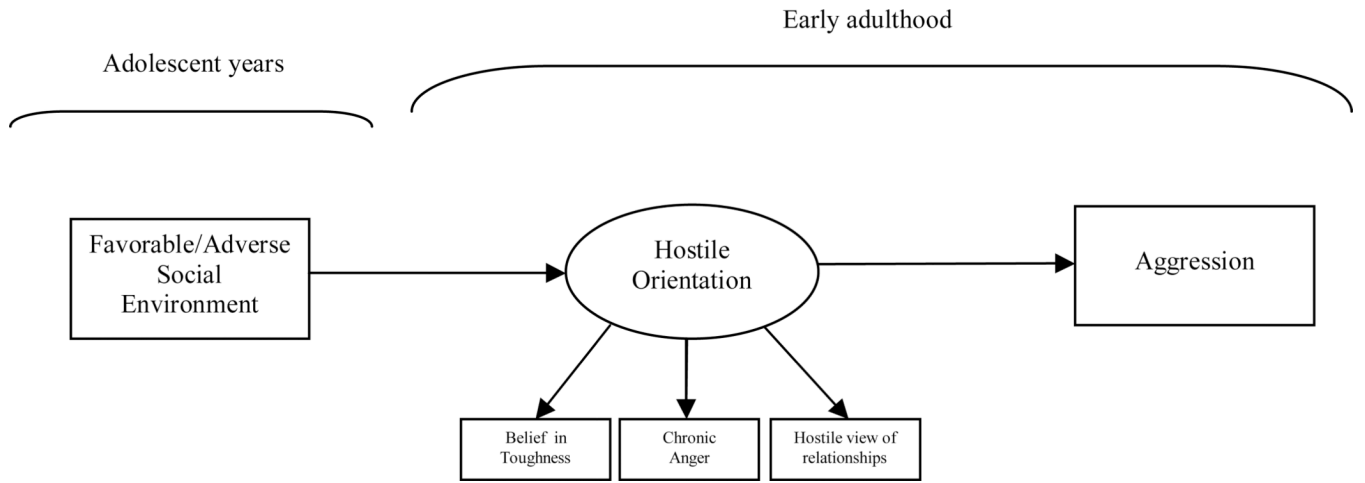 Early adulthood
Adolescent years
Favorable/Adverse
Social
Environment
Hostile
Orientation
Aggression
Belief in
Toughness
Chronic
Anger
Hostile view of
relationships